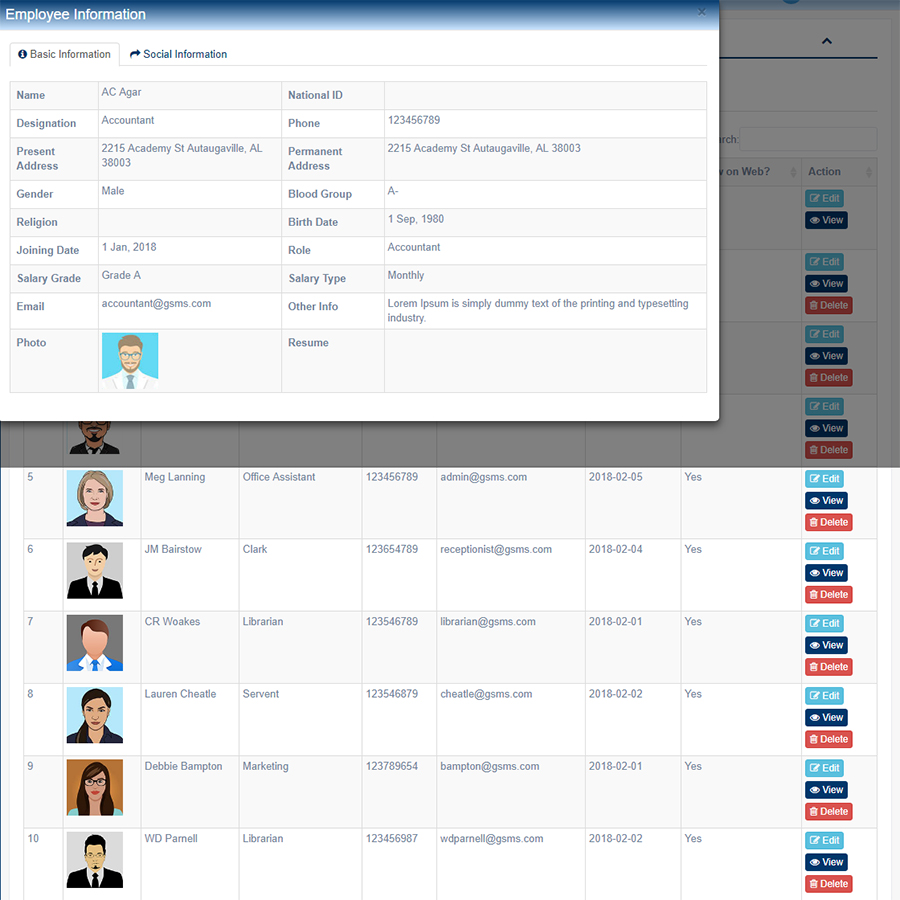 Employee Information
×
Basic Information Social Information
Name AC Agar National ID
Designation Accountant Phone 123456789
Present Address 2215 Academy St Autaugaville, AL 38003 Permanent Address 2215 Academy St Autaugaville, AL 38003
Gender Male Blood Group A-
Religion Birth Date 1 Sep, 1980
Joining Date 1 Jan, 2018 Role Accountant
Salary Grade Grade A Salary Type Monthly
Email accountant@gsms.com Other Info Lorem Ipsum is simply dummy text of the printing and typesetting industry.
Photo Resume
on Web? Action
Edit
View
Edit
View
Delete
Edit
View
Delete
Edit
View
Delete
5 Meg Lanning Office Assistant 123456789 admin@gsms.com 2018-02-05 Yes Edit
View
Delete
6 JM Bairstow Clark 123654789 receptionist@gsms.com 2018-02-04 Yes Edit
View
Delete
7 CR Woakes Librarian 123546789 librarian@gsms.com 2018-02-01 Yes Edit
View
Delete
8 Lauren Cheatle Servent 123546879 cheatle@gsms.com 2018-02-02 Yes Edit
View
Delete
9 Debbie Bampton Marketing 123789654 bampton@gsms.com 2018-02-01 Yes Edit
View
Delete
10 WD Parnell Librarian 123456987 wdparnell@gsms.com 2018-02-02 Yes Edit
View
Delete